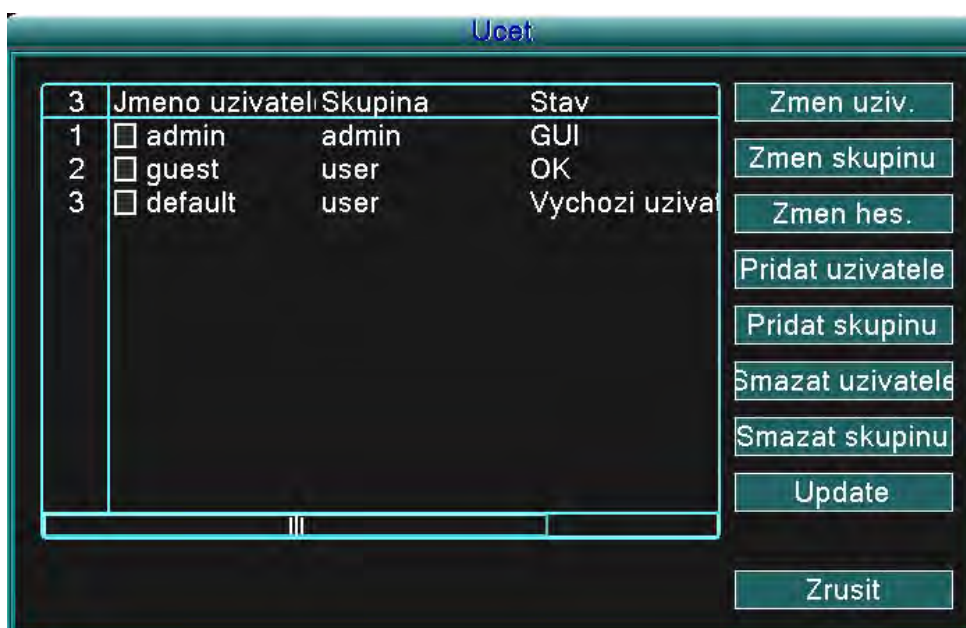 Ucet
3 Jmeno uzivatel Skupina Stav
1 admin admin GUI
2 guest user OK
3 default user Vychozi uzivat
Zmen uziv.
Zmen skupinu
Zmen hes.
Pridat uzivatele
Pridat skupinu
Smazat uzivatele
Smazat skupinu
Update
Zrusit